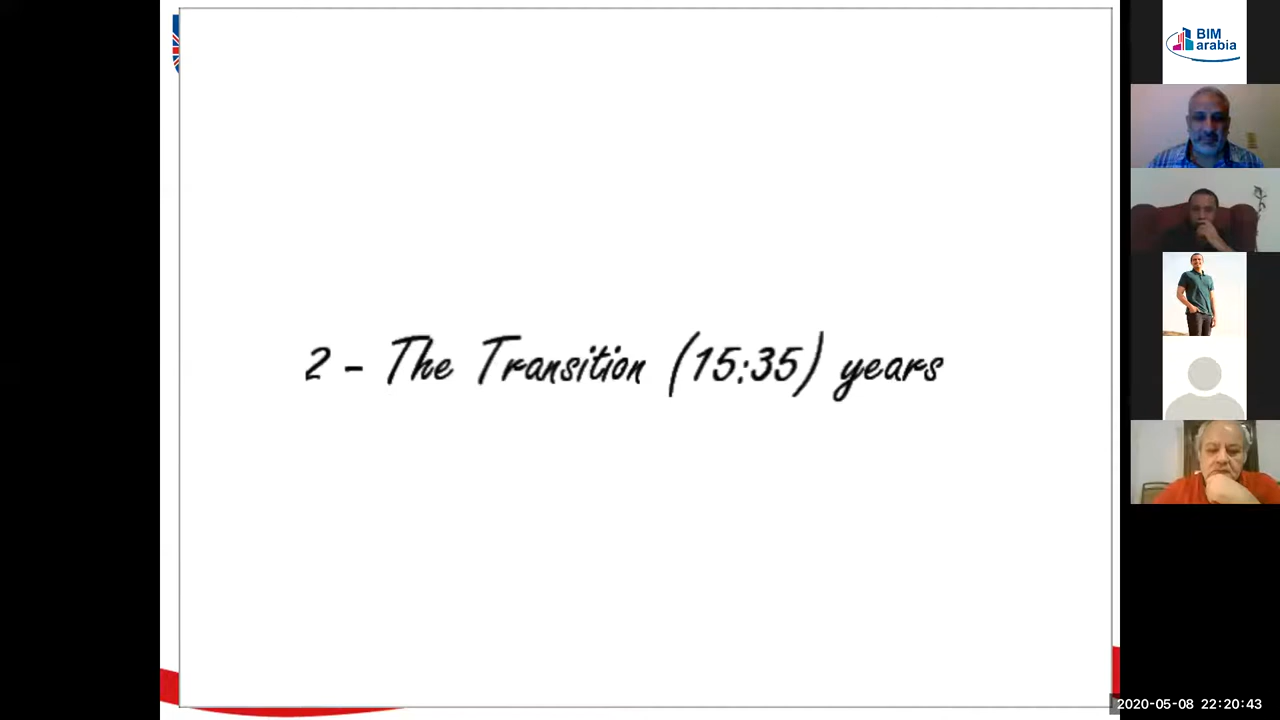 BIM
arabia
2 - The Transition (15:35) years
2020-05-08 22:20:43